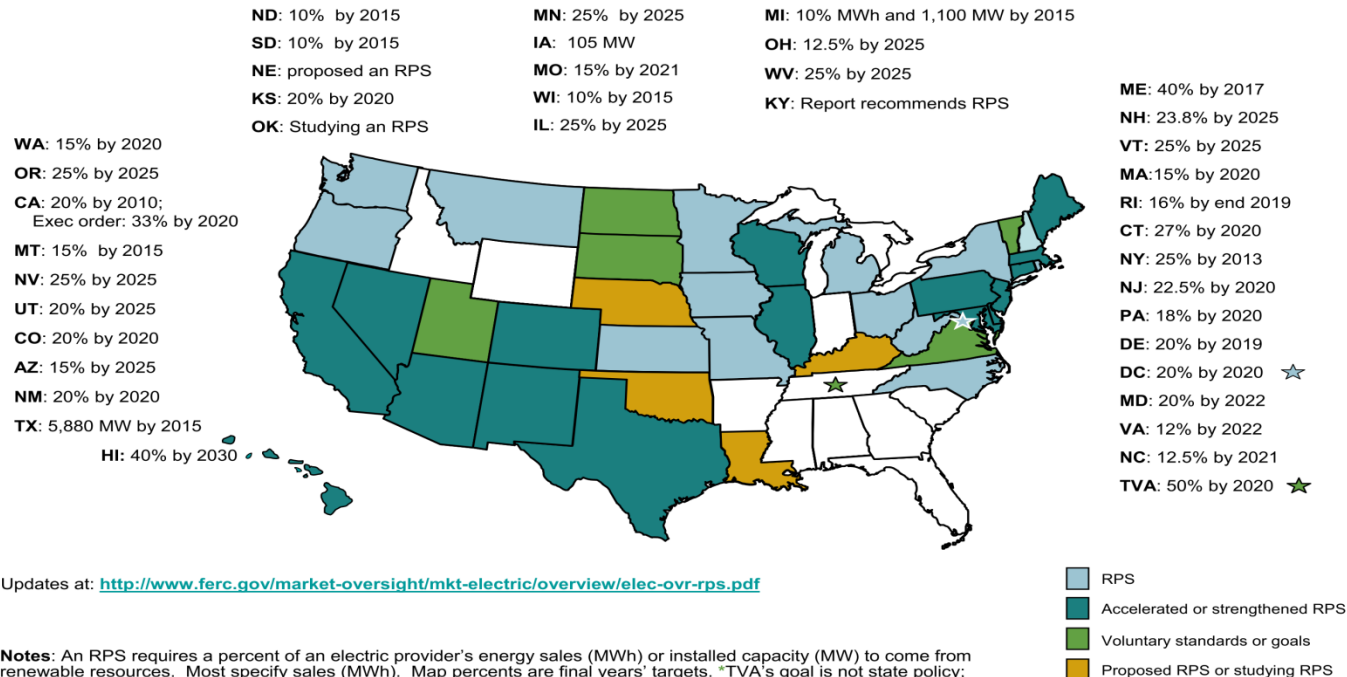 ND: 10% by 2015
SD: 10% by 2015
NE: proposed an RPS
KS: 20% by 2020
OK: Studying an RPS
MN: 25% by 2025
IA: 105 MW
MO: 15% by 2021
WI: 10% by 2015
IL: 25% by 2025
MI: 10% MWh and 1,100 MW by 2015
OH: 12.5% by 2025
WV: 25% by 2025
KY: Report recommends RPS
WA: 15% by 2020
OR: 25% by 2025
CA: 20% by 2010;
Exec order: 33% by 2020
MT: 15% by 2015
NV: 25% by 2025
UT: 20% by 2025
CO: 20% by 2020
AZ: 15% by 2025
NM: 20% by 2020
TX: 5,880 MW by 2015
HI: 40% by 2030
ME: 40% by 2017
NH: 23.8% by 2025
VT: 25% by 2025
MA:15% by 2020
RI: 16% by end 2019
CT: 27% by 2020
NY: 25% by 2013
NJ: 22.5% by 2020
PA: 18% by 2020
DE: 20% by 2019
DC: 20% by 2020
MD: 20% by 2022
VA: 12% by 2022
NC: 12.5% by 2021
TVA: 50% by 2020
Updates at: http://www.ferc.gov/market-oversight/mkt-electric/overview/elec-ovr-rps.pdf
RPS
Accelerated or strengthened RPS
Voluntary standards or goals
Proposed RPS or studying RPS
Notes: An RPS requires a percent of an electric provider's energy sales (MWh) or installed capacity (MW) to come from
renewable resources. Most specify sales (MWh). Map percents are final years' targets. *TVA's goal is not state policy;